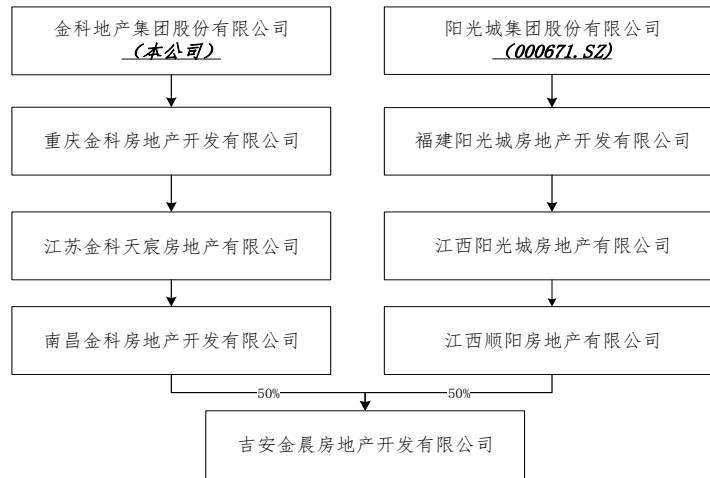 金科地产集团股份有限公司
（本公司）
阳光城集团股份有限公司
（000671.SZ)
重庆金科房地产开发有限公司
福建阳光城房地产开发有限公司
江苏金科天宸房地产有限公司
江西阳光城房地产有限公司
南昌金科房地产开发有限公司
江西顺阳房地产有限公司
50%
50%
吉安金晨房地产开发有限公司